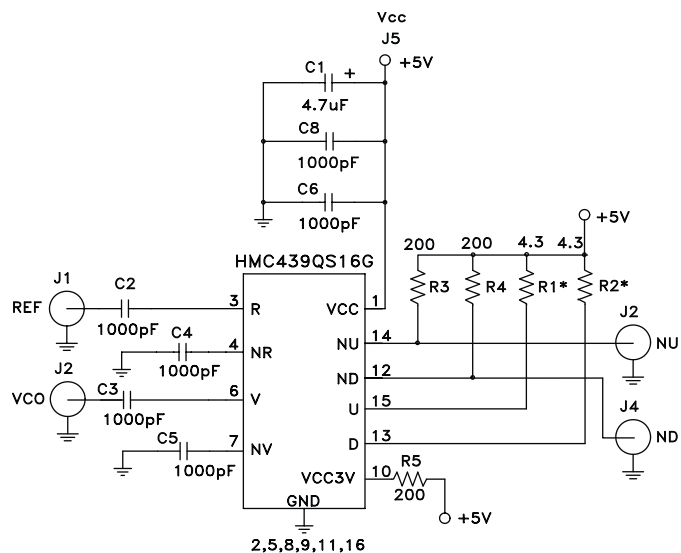 Vcc
J5
+5V
C1
+
4.7uF
C8
1000pF
C6
1000pF
+5V
200 200 4.3 4.3
HMC439QS16G
R3 R4 R1* R2*
J1
REF
C2
1000pF
3 R
VCC 1
J2
NU
NU 14
C4
1000pF
4 NR
ND 12
J2
VCO
C3
1000pF
6 V
U 15
J4
ND
C5
1000pF
7 NV
D 13
VCC3V 10
R5
200
+5V
GND
2,5,8,9,11,16